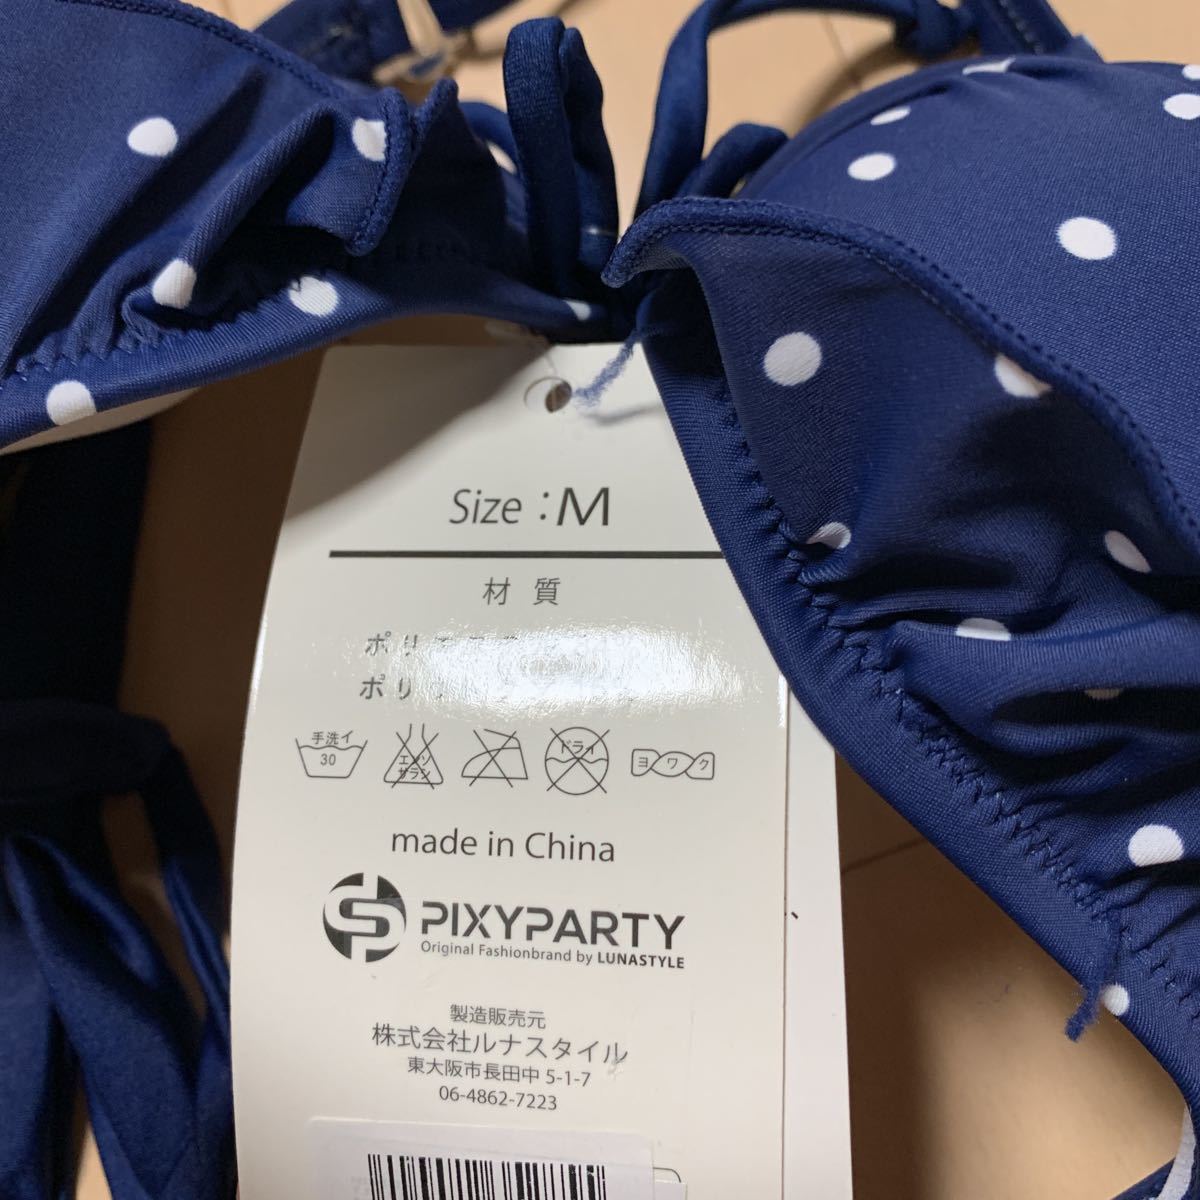 Size : M
材質
ポリ
ポリ
手洗イ
30
エンソ
サラシ
ドライ
ヨワク
made in China
PIXYPARTY
Original Fashionbrand by LUNASTYLE
製造販売元
株式会社ルナスタイル
東大阪市長田中 5-1-7
06-4862-7223